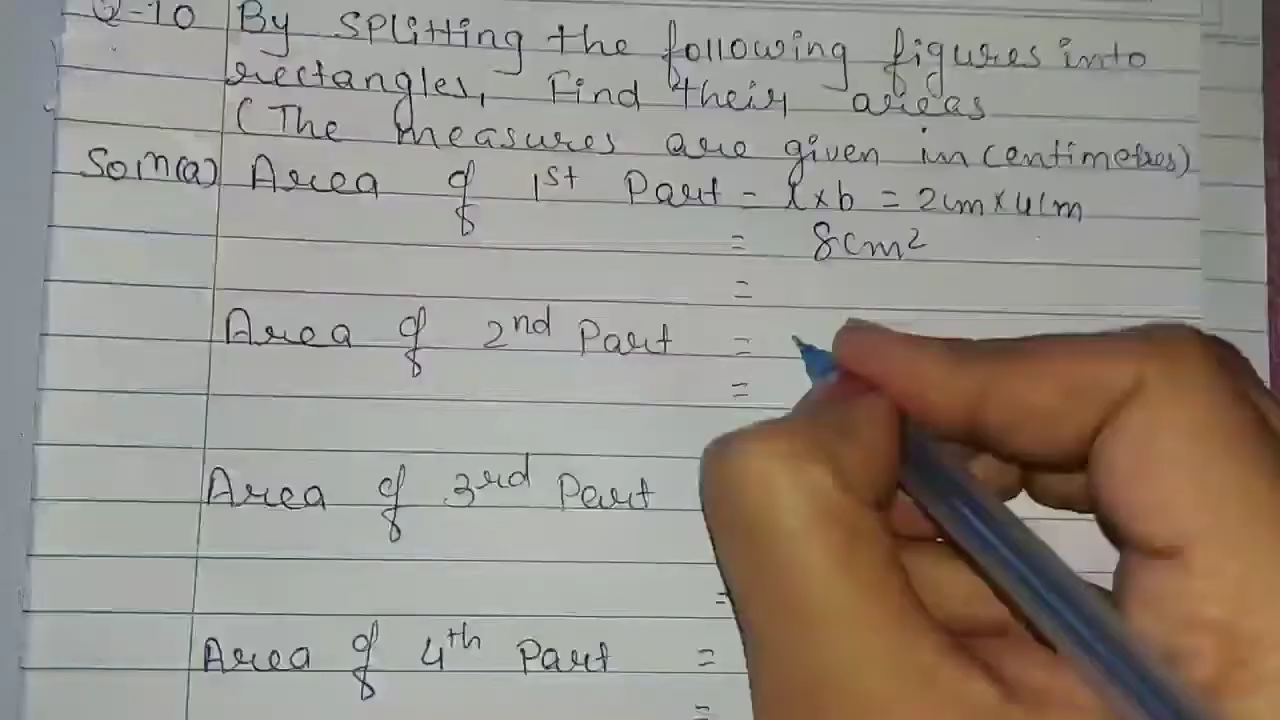 Q-10 By splitting the following figures into
rectangles, Find their areas
(The measures are given in centimetres)
Soln(a) Area of 1st Part - l×b = 2cm×4cm
= 8cm²
=
Area of 2nd Part =
=
Area of 3rd Part
=
Area of 4th Part =
=